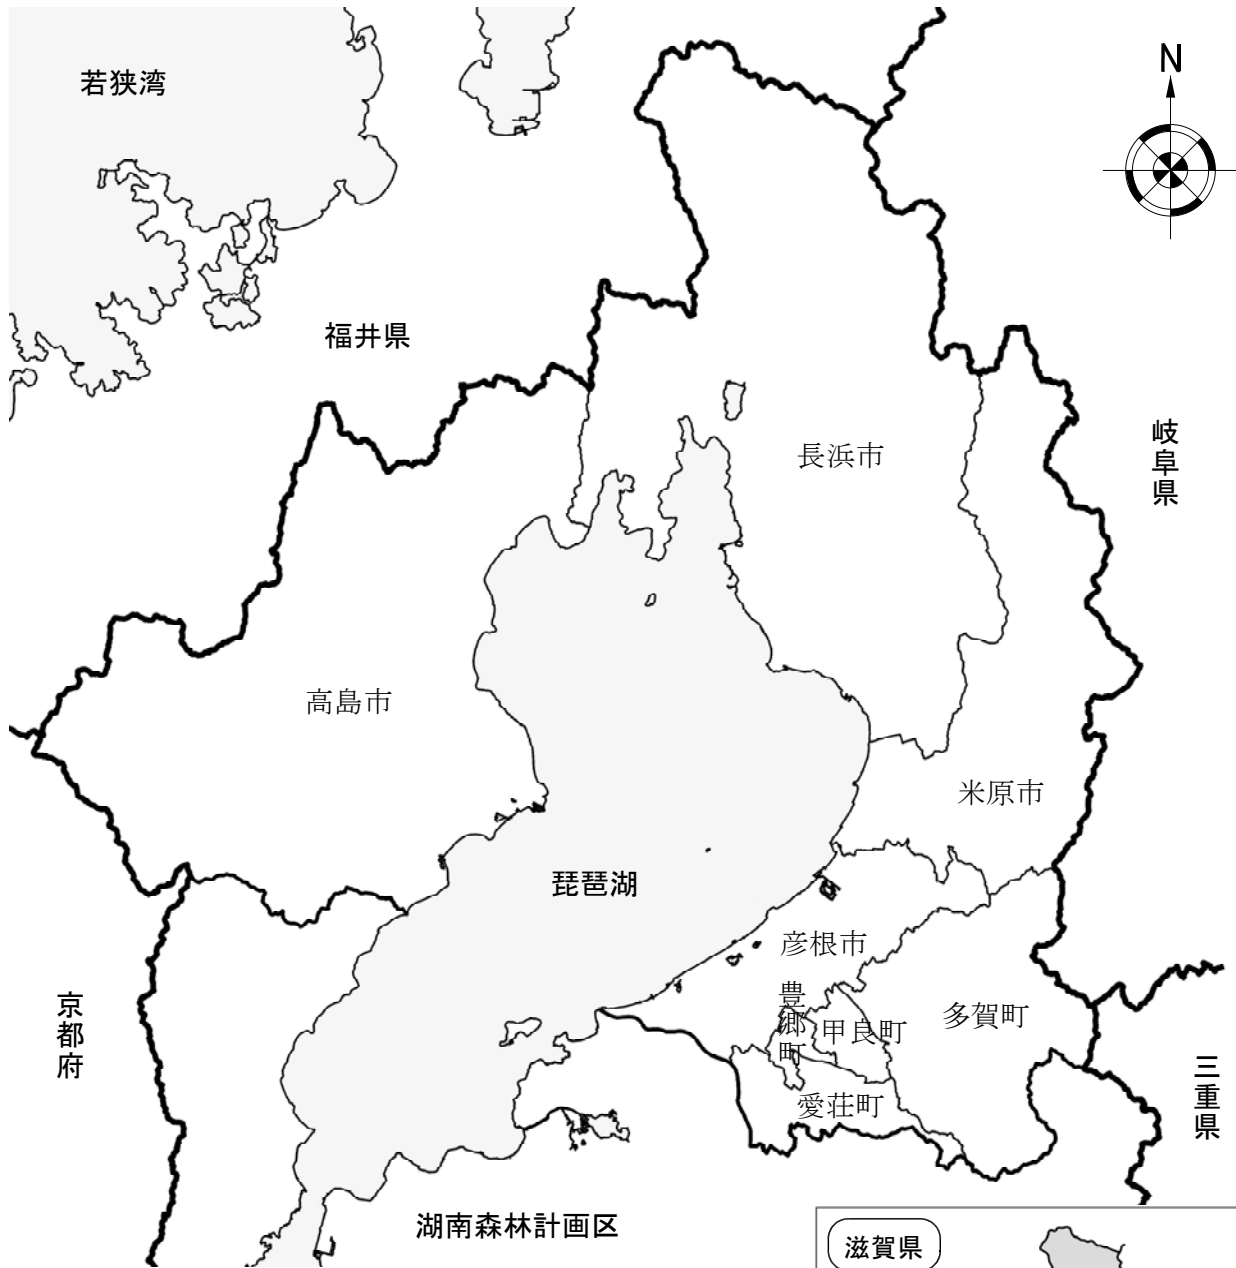 若狭湾
N
福井県
岐阜県
長浜市
高島市
米原市
琵琶湖
彦根市
京都府
豊郷町
甲良町
多賀町
三重県
愛荘町
湖南森林計画区
滋賀県